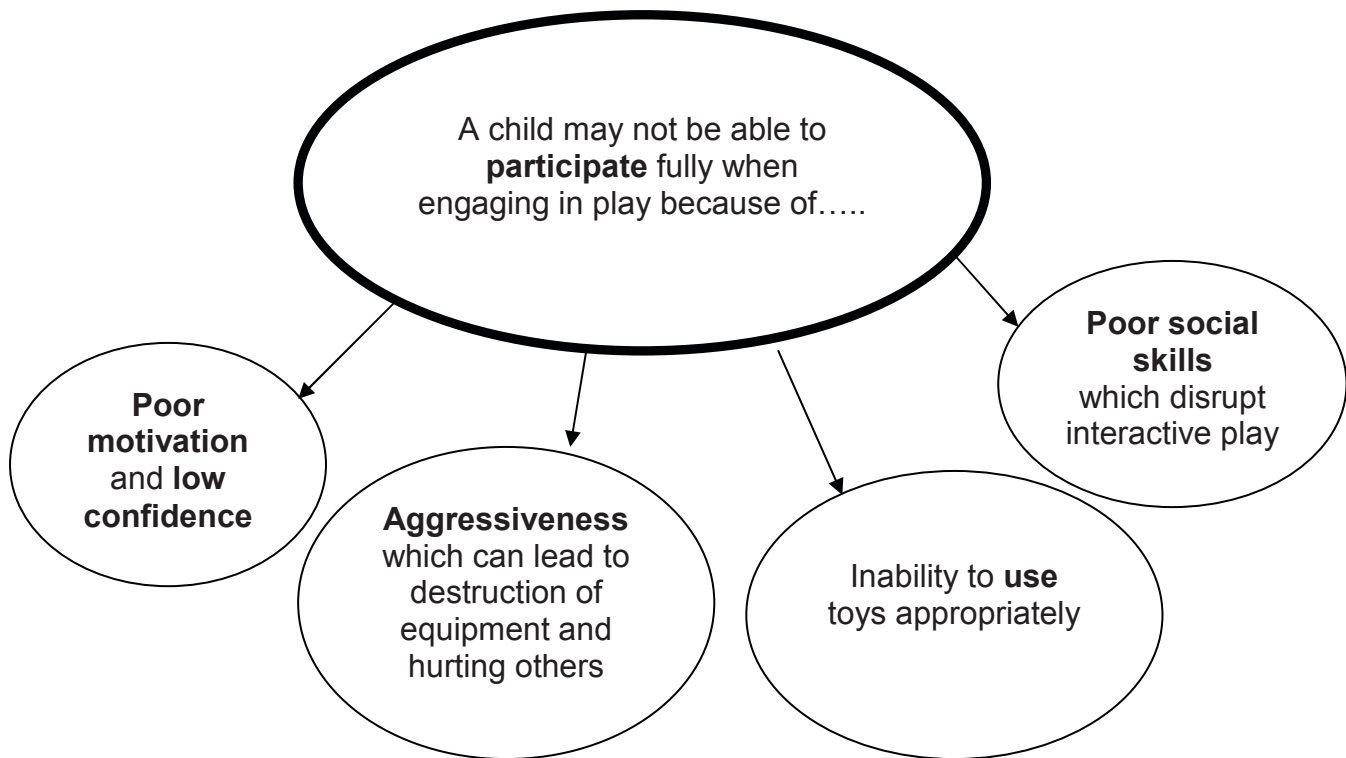 A child may not be able to
participate fully when
engaging in play because of…..
Poor
motivation
and low
confidence
Aggressiveness
which can lead to
destruction of
equipment and
hurting others
Inability to use
toys appropriately
Poor social
skills
which disrupt
interactive play